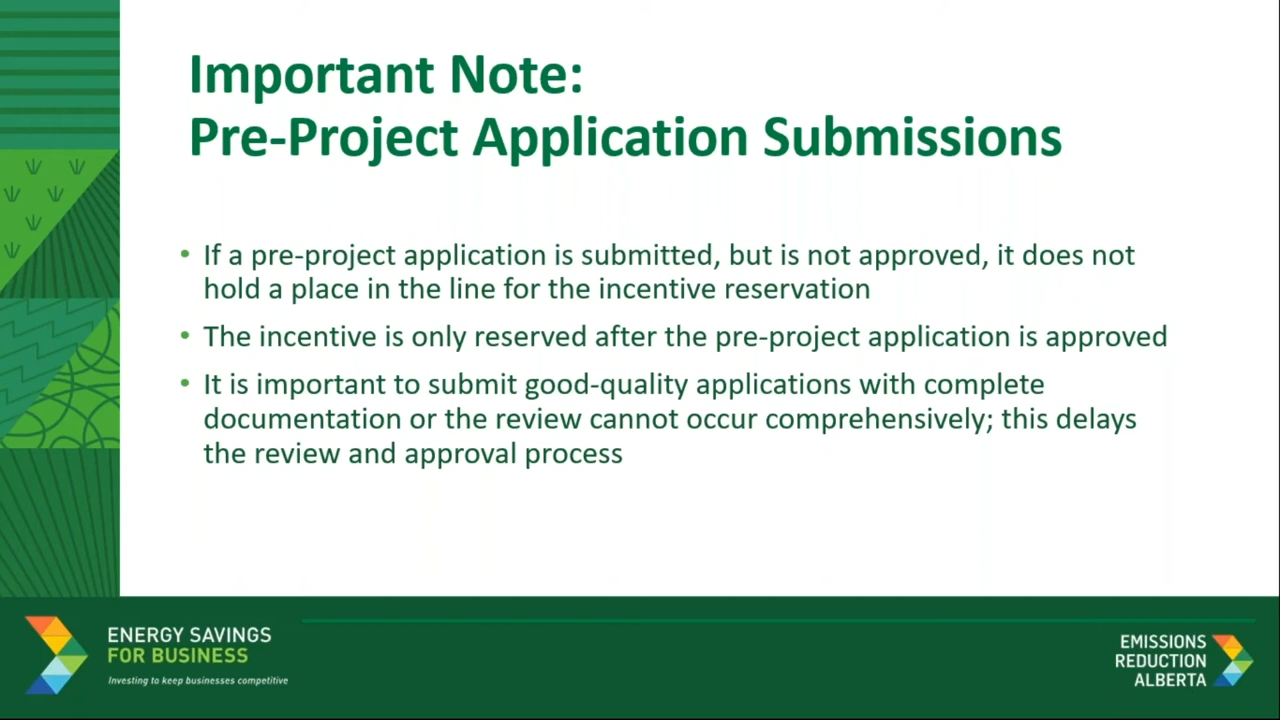 Important Note:
Pre-Project Application Submissions
• If a pre-project application is submitted, but is not approved, it does not
hold a place in the line for the incentive reservation
• The incentive is only reserved after the pre-project application is approved
• It is important to submit good-quality applications with complete
documentation or the review cannot occur comprehensively; this delays
the review and approval process
ENERGY SAVINGS
FOR BUSINESS
Investing to keep businesses competitive
EMISSIONS
REDUCTION
ALBERTA